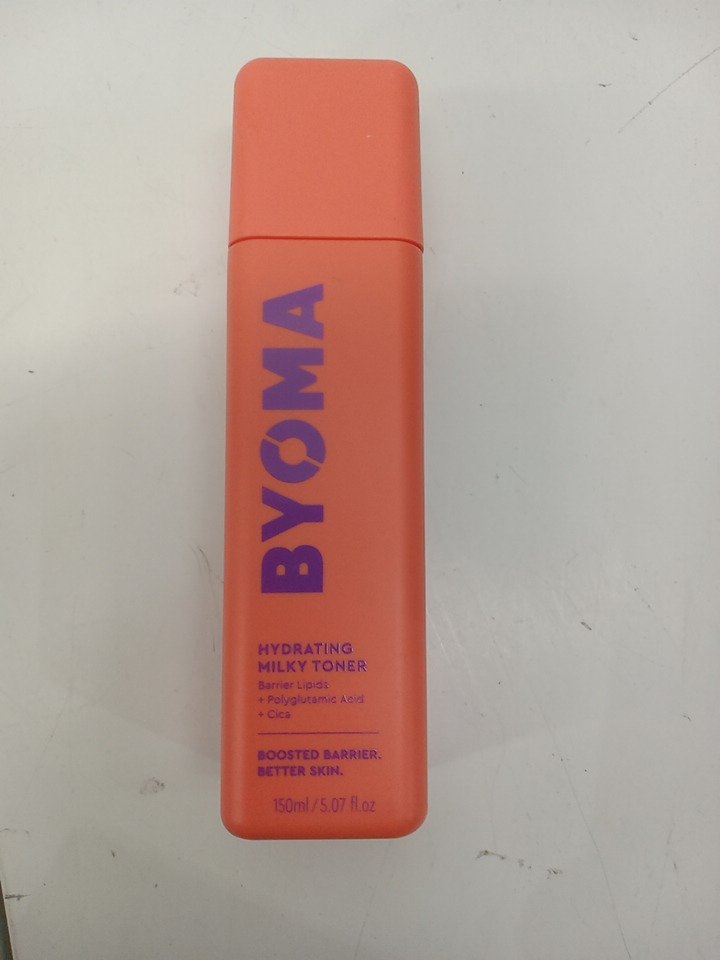 BYOMA
HYDRATING
MILKY TONER
Barrier Lipids
+ Polyglutamic Acid
+ Cica
BOOSTED BARRIER.
BETTER SKIN.
150ml/5.07 fl.oz